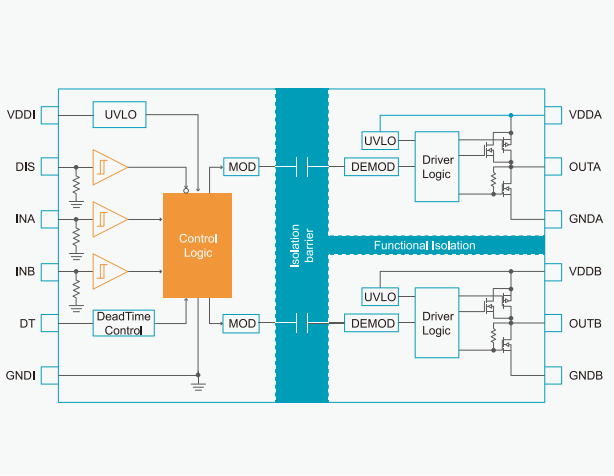 VDDI
UVLO
VDDA
UVLO
DIS
MOD
DEMOD
Driver
Logic
OUTA
INA
Control
Logic
GNDA
Isolation
barrier
Functional Isolation
INB
VDDB
UVLO
DT
DeadTime
Control
MOD
DEMOD
Driver
Logic
OUTB
GNDI
GNDB